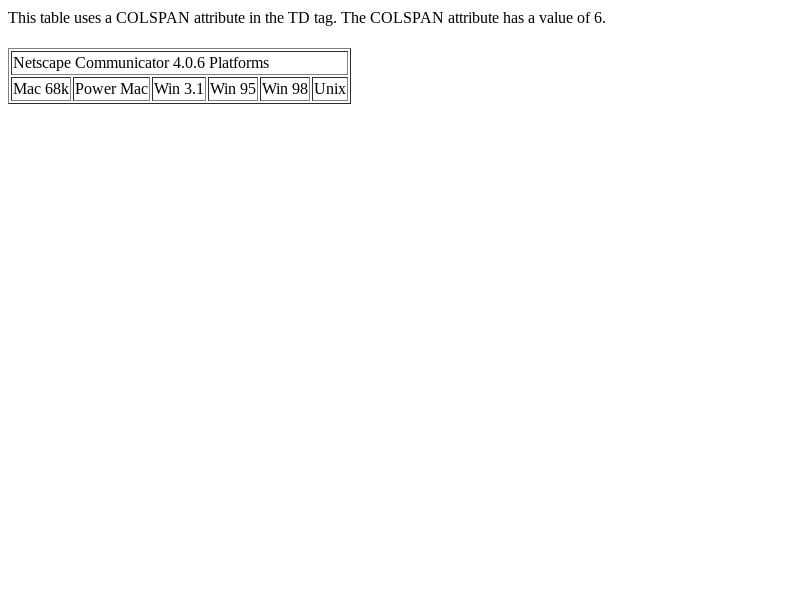 This table uses a COLSPAN attribute in the TD tag. The COLSPAN attribute has a value of 6.
Netscape Communicator 4.0.6 Platforms
Mac 68k Power Mac Win 3.1 Win 95 Win 98 Unix